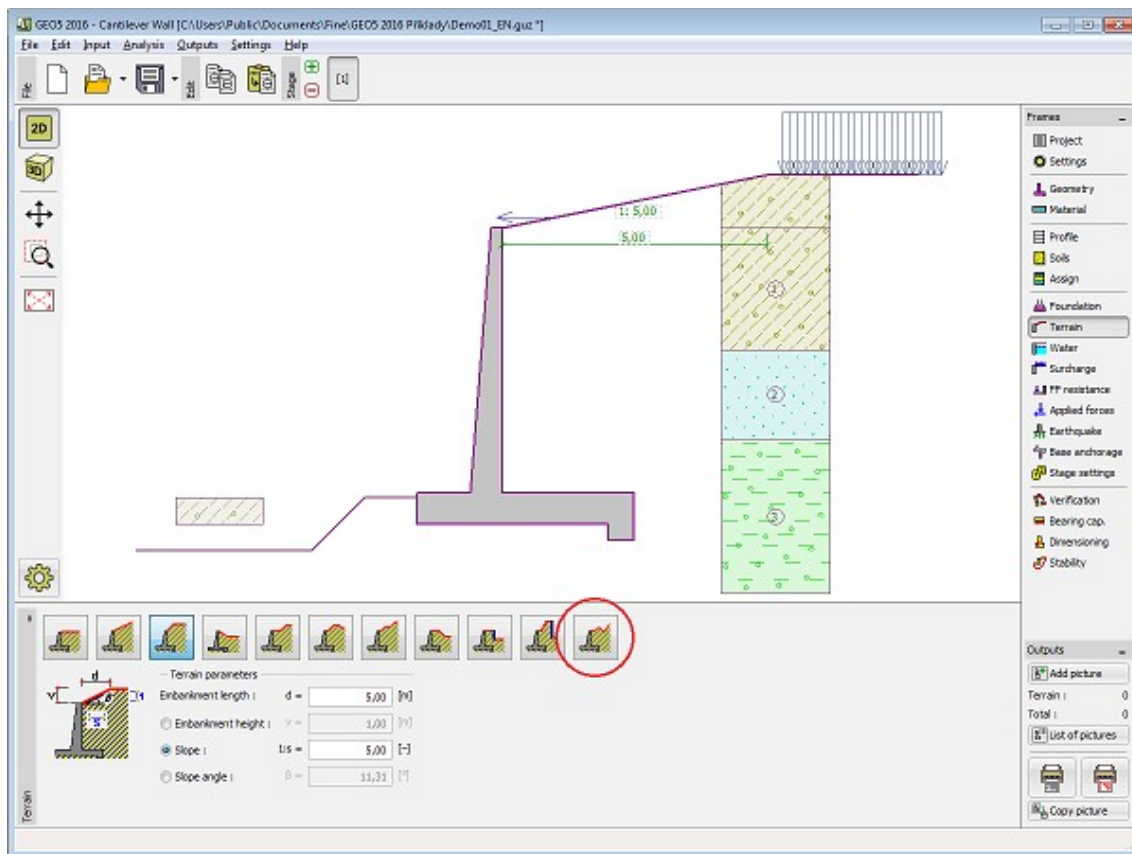 GEO5 2016 - Cantilever Wall [C:\Users\Public\Documents\Fine\GEO5 2016 Příklady\Demo01_EN.guz *]
File Edit Input Analysis Outputs Settings Help
File
Edit
Stage
[1]
2D
3D
1: 5,00
5,00
1
2
3
Frames
Project
Settings
Geometry
Material
Profile
Soils
Assign
Foundation
Terrain
Water
Surcharge
FF resistance
Applied forces
Earthquake
Base anchorage
Stage settings
Verification
Bearing cap.
Dimensioning
Stability
Terrain
d
v
1
s
Terrain parameters
Embankment length : d = 5,00 [m]
Embankment height : v = 1,00 [m]
Slope : 1:s = 5,00 [-]
Slope angle : β = 11,31 [°]
Outputs
Add picture
Terrain : 0
Total : 0
List of pictures
Copy picture